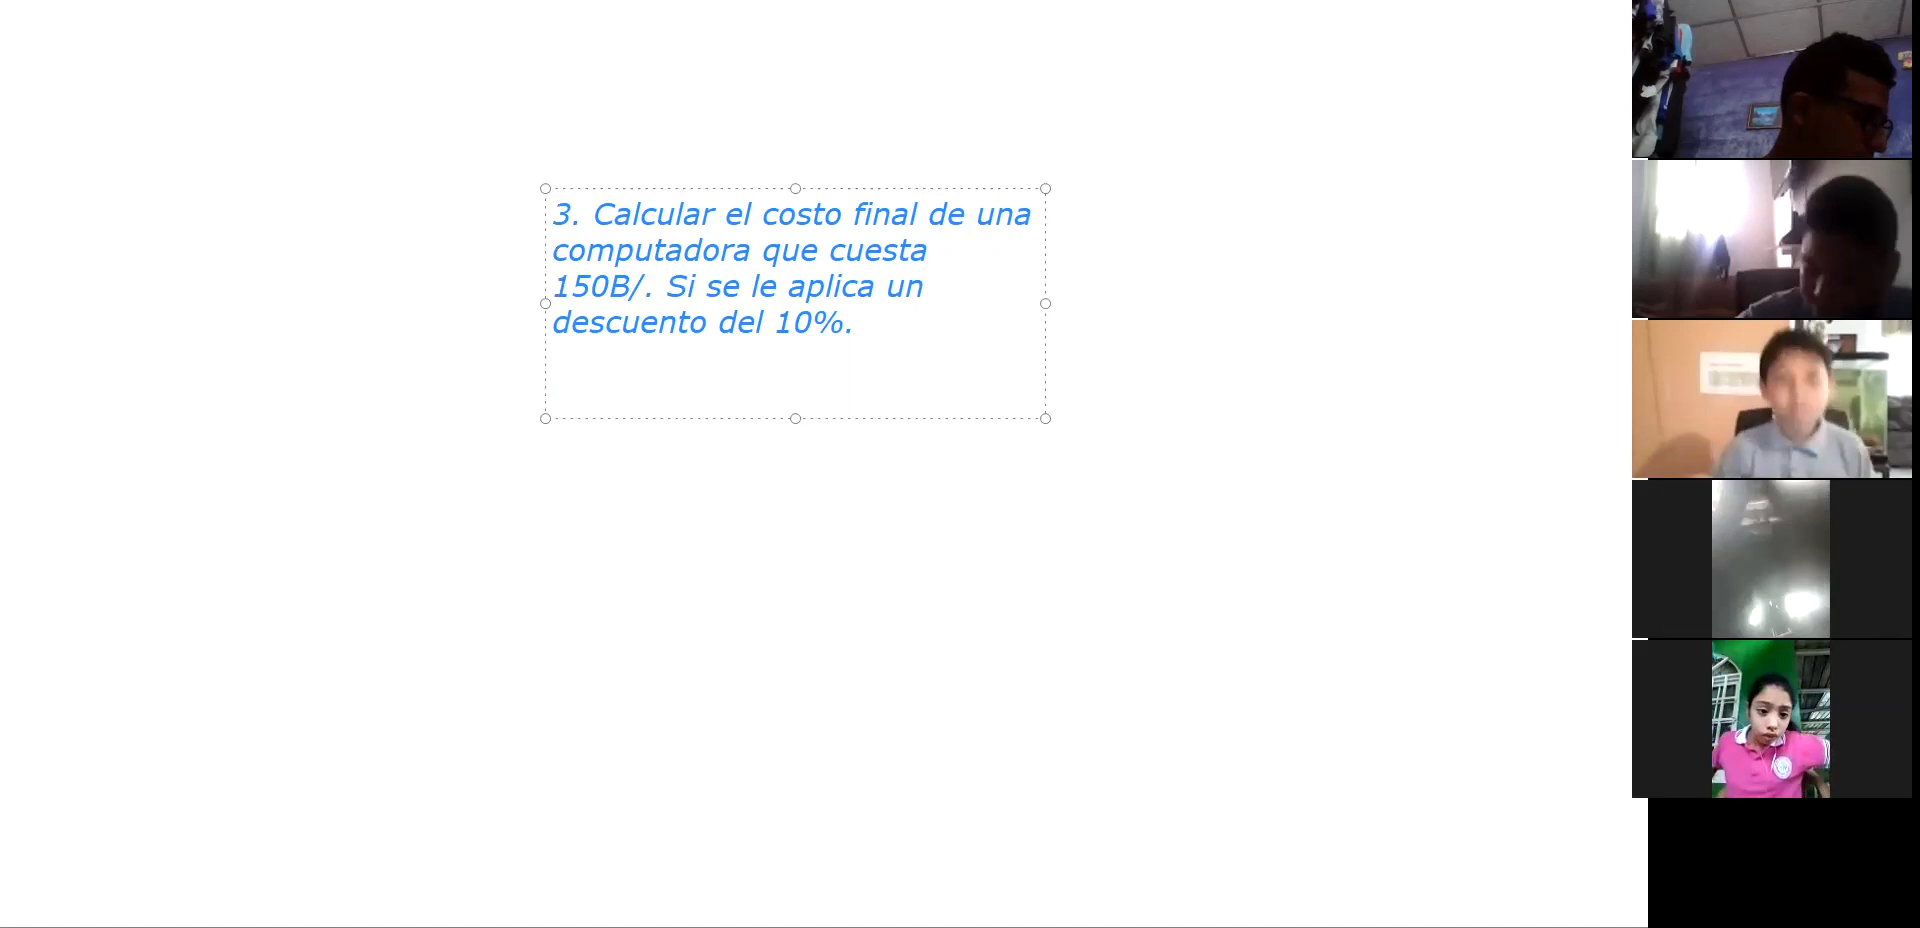 3. Calcular el costo final de una
computadora que cuesta
150B/. Si se le aplica un
descuento del 10%.